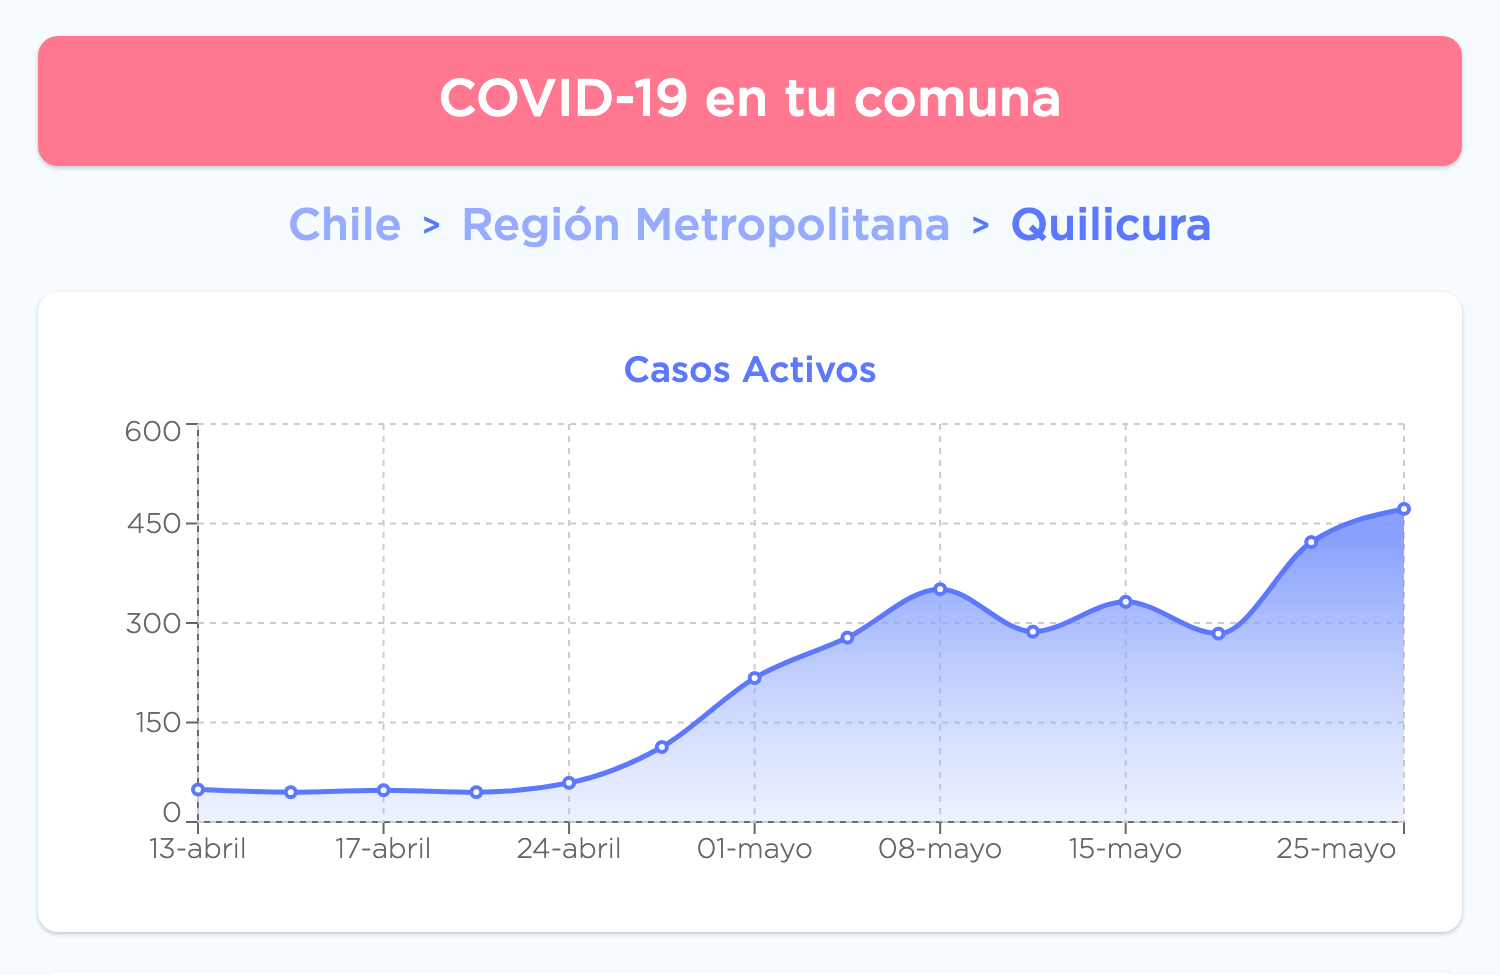 COVID-19 en tu comuna
Chile > Región Metropolitana > Quilicura
Casos Activos
600
450
300
150
0
13-abril 17-abril 24-abril 01-mayo 08-mayo 15-mayo 25-mayo